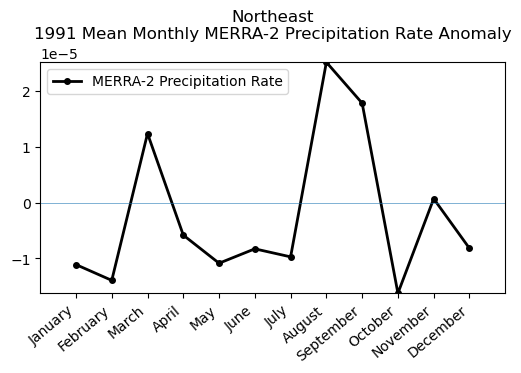 Northeast
1991 Mean Monthly MERRA-2 Precipitation Rate Anomaly
1e−5
MERRA-2 Precipitation Rate
2
1
0
−1
January
February
March
April
May
June
July
August
September
October
November
December